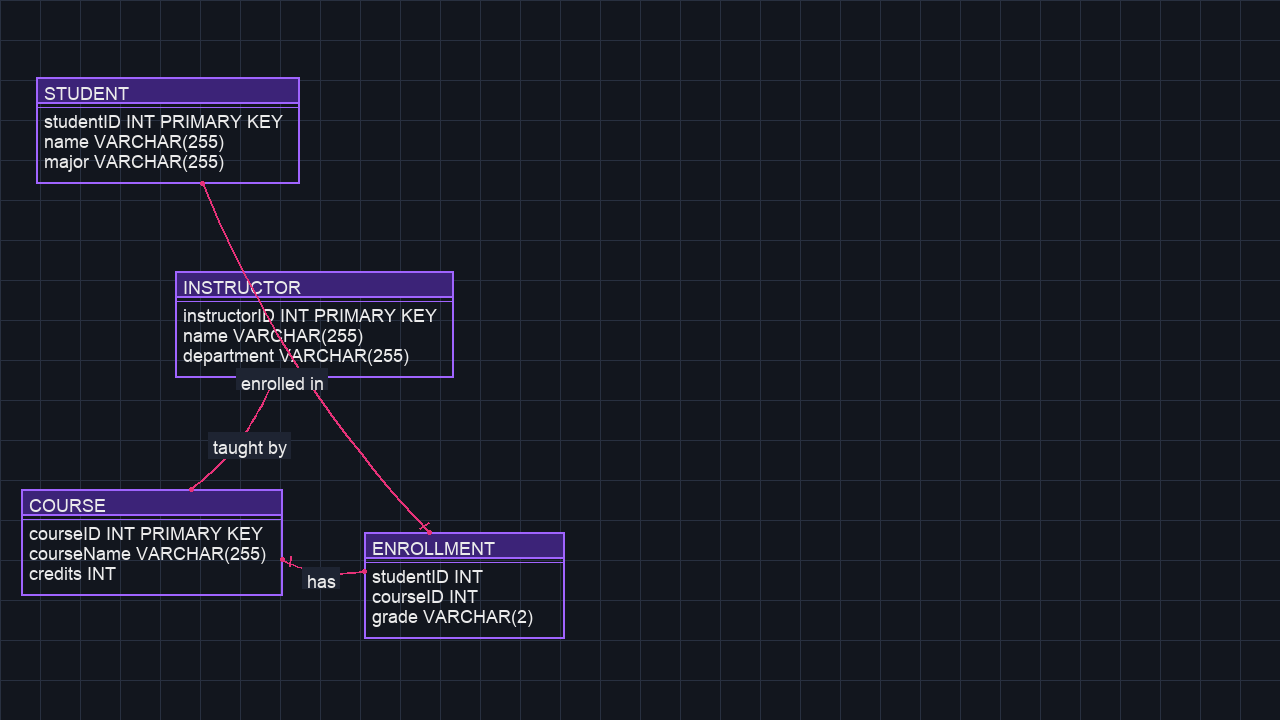 STUDENT
studentID INT PRIMARY KEY
name VARCHAR(255)
major VARCHAR(255)
INSTRUCTOR
instructorID INT PRIMARY KEY
name VARCHAR(255)
department VARCHAR(255)
enrolled in
taught by
COURSE
courseID INT PRIMARY KEY
courseName VARCHAR(255)
credits INT
has
ENROLLMENT
studentID INT
courseID INT
grade VARCHAR(2)